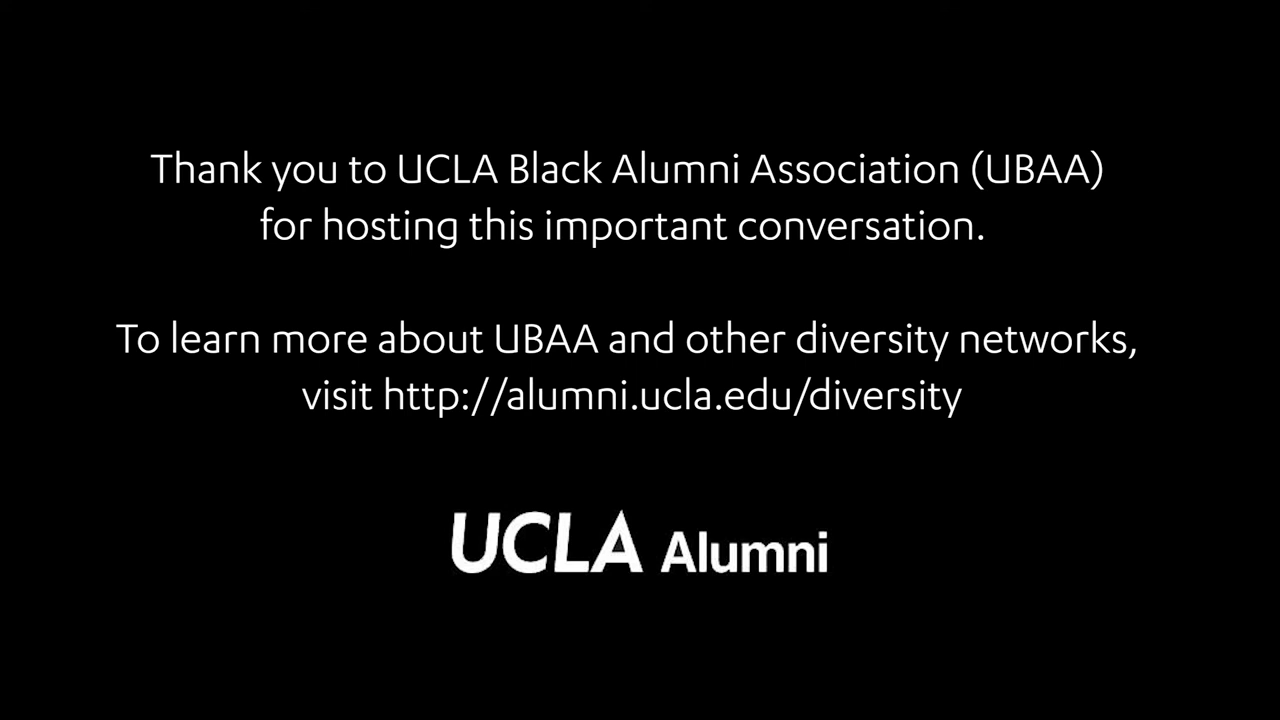 Thank you to UCLA Black Alumni Association (UBAA)
for hosting this important conversation.
To learn more about UBAA and other diversity networks,
visit http://alumni.ucla.edu/diversity
UCLA Alumni